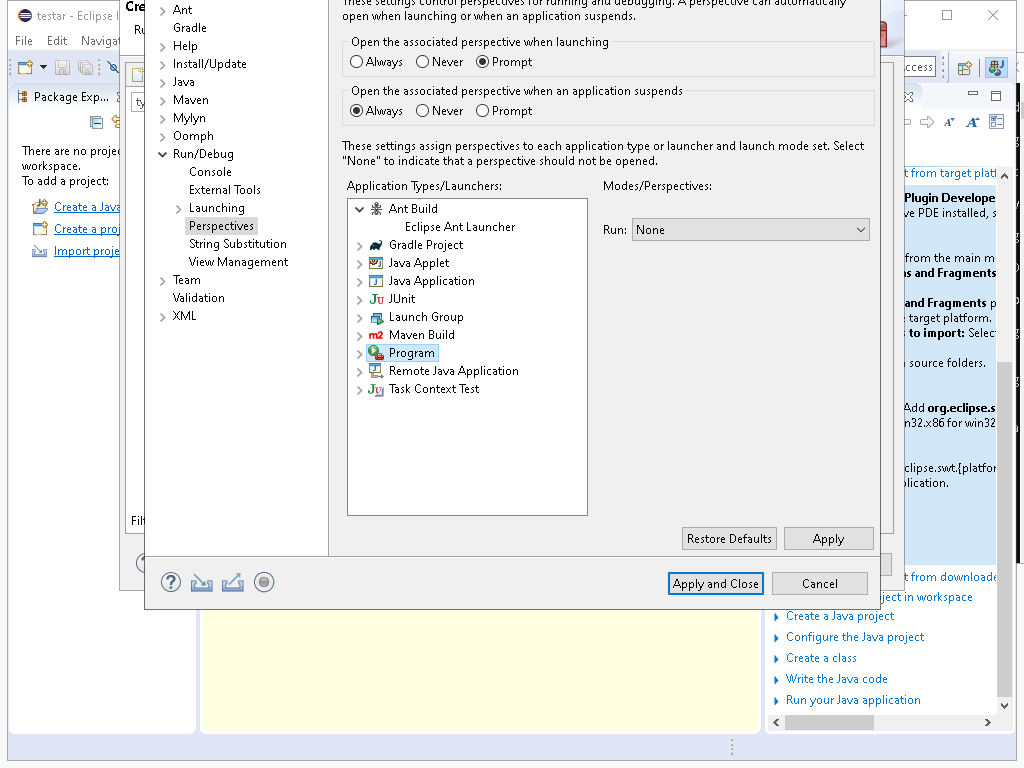 testar - Eclipse I
Cre
File Edit Navigat
Ru
Package Exp...
ty
There are no projec
workspace.
To add a project:
Create a Java
Create a proj
Import proje
Filt
Ant
Gradle
Help
Install/Update
Java
Maven
Mylyn
Oomph
Run/Debug
Console
External Tools
Launching
Perspectives
String Substitution
View Management
Team
Validation
XML
These settings control perspectives for running and debugging. A perspective can automatically
open when launching or when an application suspends.
Open the associated perspective when launching
Always Never Prompt
Open the associated perspective when an application suspends
Always Never Prompt
These settings assign perspectives to each application type or launcher and launch mode set. Select
"None" to indicate that a perspective should not be opened.
Application Types/Launchers:
Modes/Perspectives:
Ant Build
Eclipse Ant Launcher
Gradle Project
Java Applet
Java Application
JUnit
Launch Group
Maven Build
Program
Remote Java Application
Task Context Test
Run: None
Restore Defaults Apply
Apply and Close Cancel
ccess
t from target platf
Plugin Develope
ve PDE installed, s
from the main m
ns and Fragments
and Fragments p
e target platform.
s to import: Selec
source folders.
Add org.eclipse.s
n32.x86 for win32
clipse.swt.{platfor
plication.
t from downloade
ject in workspace
Create a Java project
Configure the Java project
Create a class
Write the Java code
Run your Java application